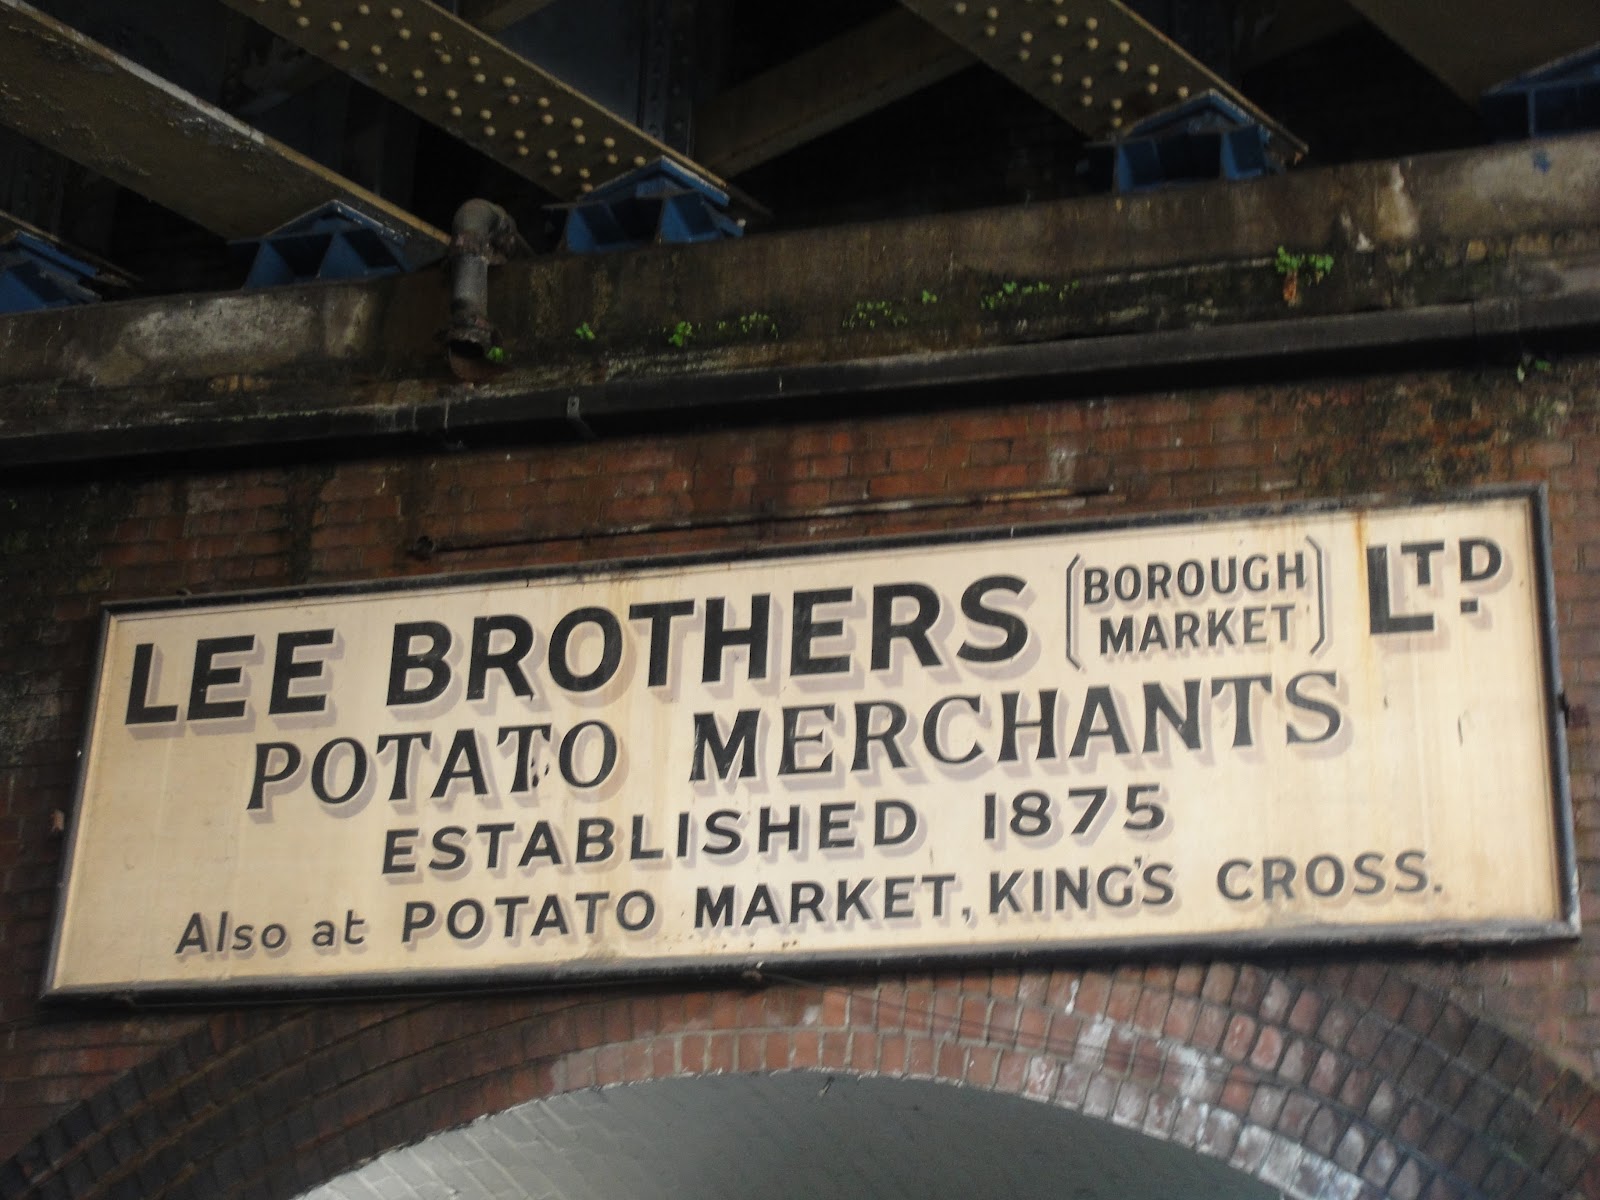 LEE BROTHERS (BOROUGH MARKET) LTD.
POTATO MERCHANTS
ESTABLISHED 1875
Also at POTATO MARKET, KING'S CROSS.